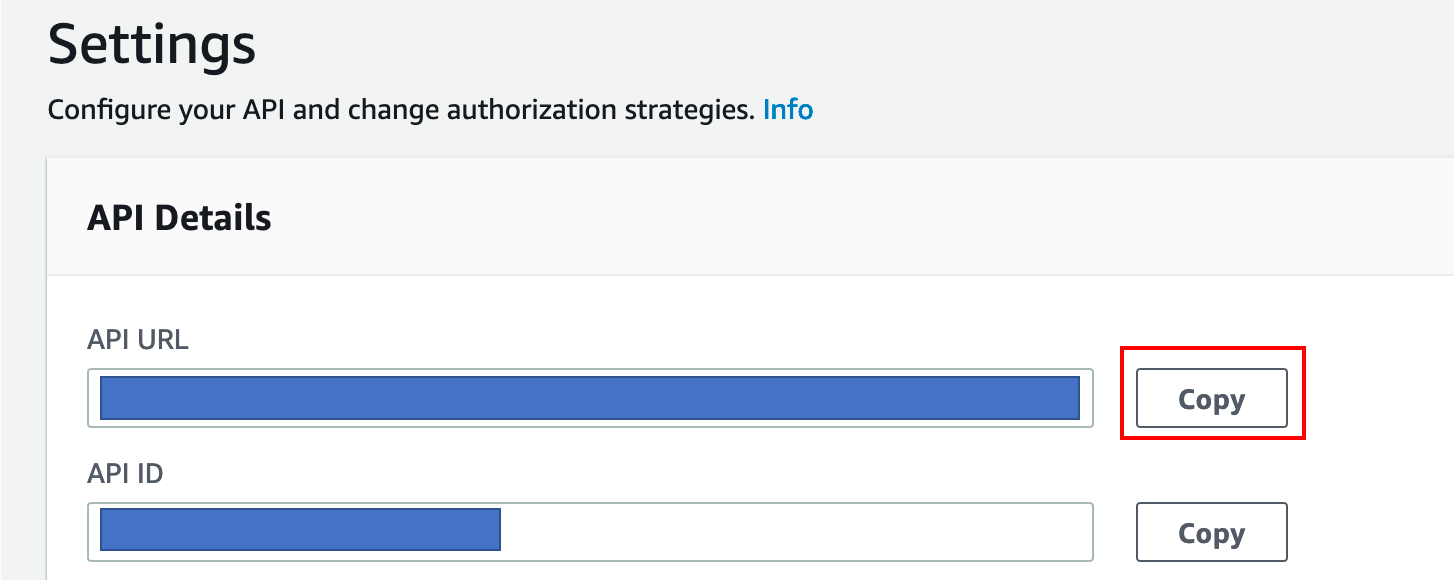 Settings
Configure your API and change authorization strategies. Info
API Details
API URL
Copy
API ID
Copy